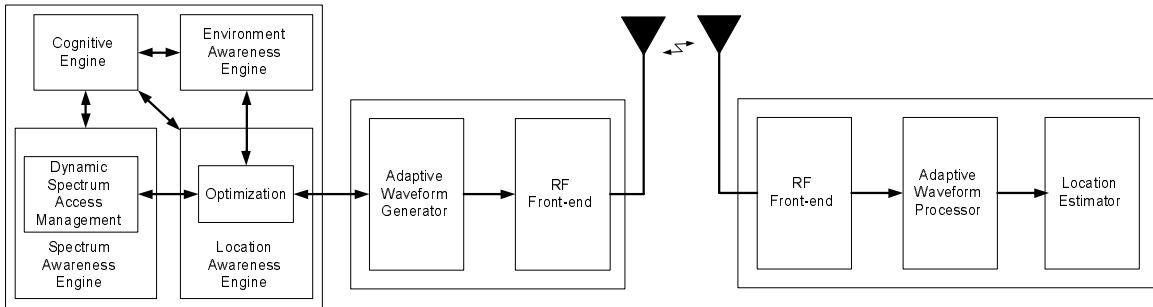 Cognitive
Engine
Environment
Awareness
Engine
Dynamic
Spectrum
Access
Management
Spectrum
Awareness
Engine
Optimization
Location
Awareness
Engine
Adaptive
Waveform
Generator
RF
Front-end
RF
Front-end
Adaptive
Waveform
Processor
Location
Estimator